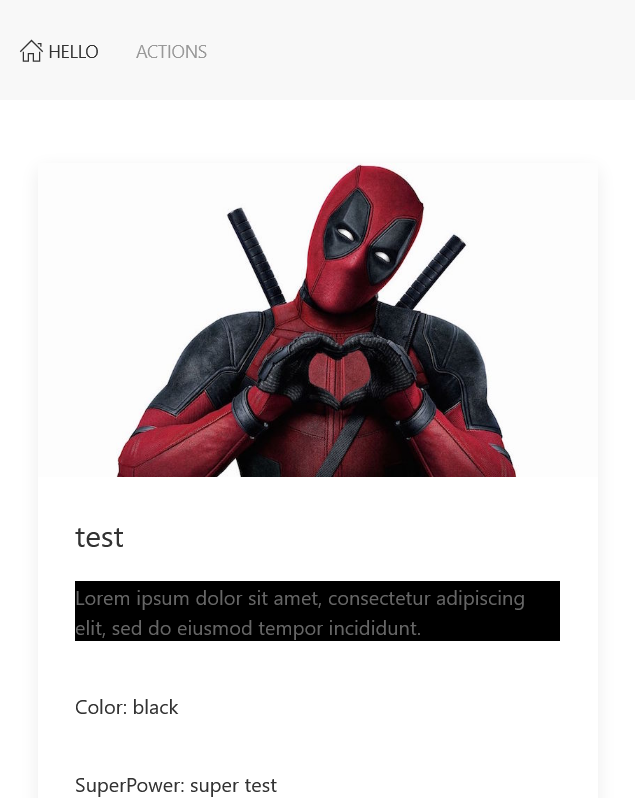 HELLO ACTIONS
test
Lorem ipsum dolor sit amet, consectetur adipiscing
elit, sed do eiusmod tempor incididunt.
Color: black
SuperPower: super test